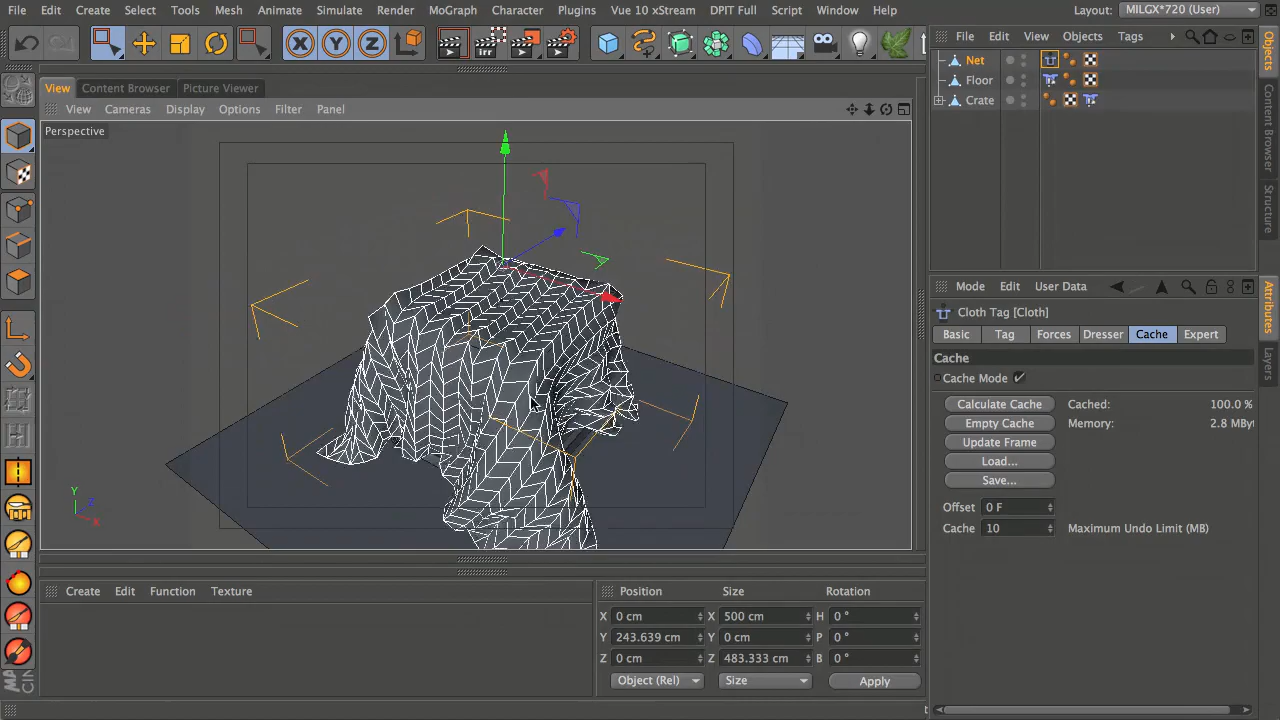 File Edit Create Select Tools Mesh Snap Animate Simulate Render MoGraph Character Plugins Vue 10 xStream DPIT Full Script Window Help
Layout: MILGX*720 (User)
X Y Z
irr
File Edit View Objects Tags
View Content Browser Picture Viewer
View Cameras Display Options Filter Panel
Perspective
Net
Floor
Crate
Objects
Content Browser
Structure
Mode Edit User Data
Cloth Tag [Cloth]
Basic Tag Forces Dresser Cache Expert
Cache
Cache Mode
Calculate Cache Cached: 100.0 %
Empty Cache Memory: 2.8 MByt
Update Frame
Load...
Save...
Offset 0 F
Cache 10 Maximum Undo Limit (MB)
Attributes
Layers
Y
Z
X
Create Edit Function Texture
Position Size Rotation
X 0 cm X 500 cm H 0 °
Y 243.639 cm Y 0 cm P 0 °
Z 0 cm Z 483.333 cm B 0 °
Object (Rel) Size Apply